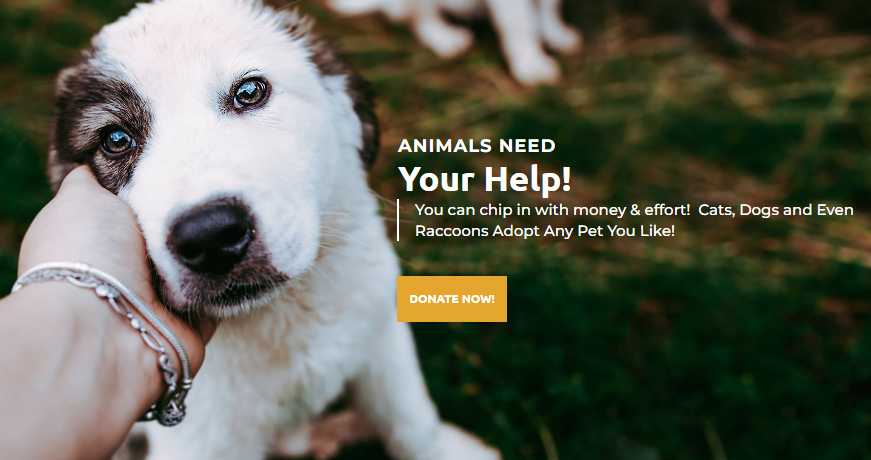 ANIMALS NEED
Your Help!
You can chip in with money & effort!  Cats, Dogs and Even
Raccoons Adopt Any Pet You Like!
DONATE NOW!